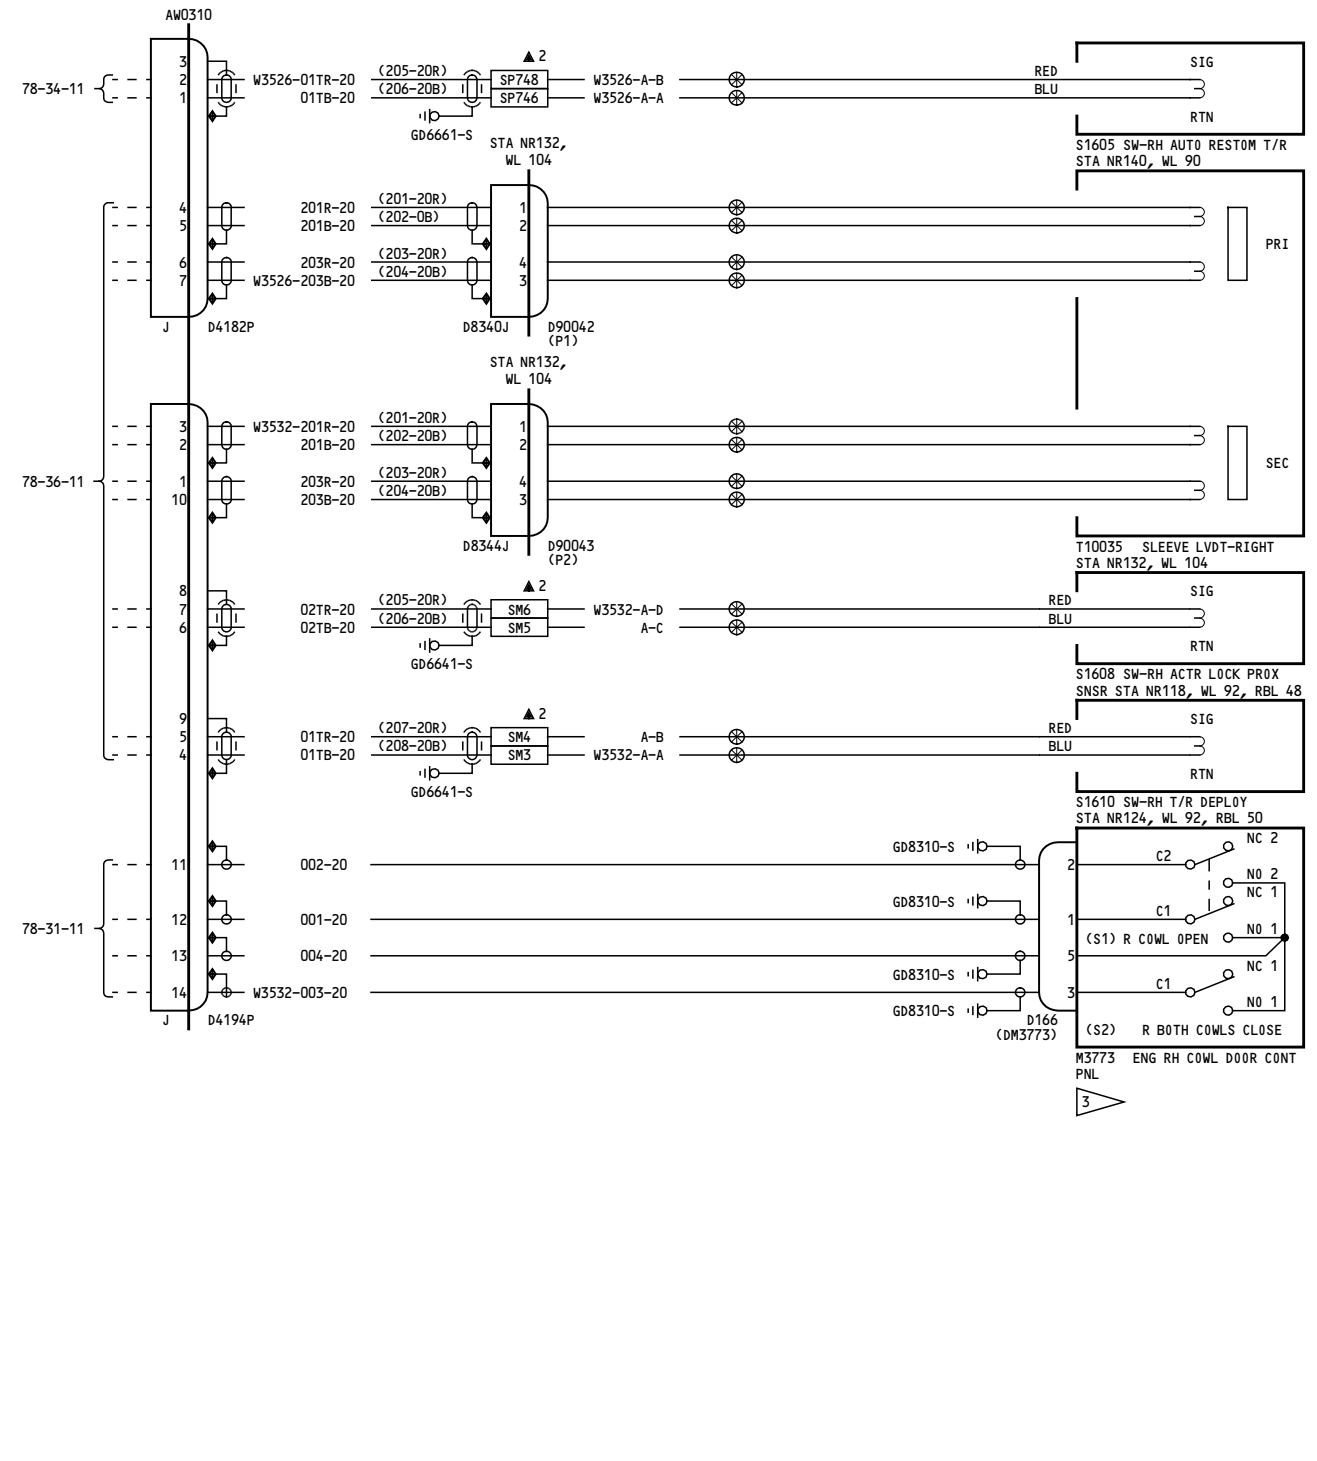 AW0310
3
2 W3526-01TR-20 (205-20R) SP748 W3526-A-B RED SIG
▲ 2
78-34-11
1 01TB-20 (206-20B) SP746 W3526-A-A BLU
RTN
GD6661-S
S1605 SW-RH AUTO RESTOM T/R
STA NR140, WL 90
STA NR132,
WL 104
4 201R-20 (201-20R) 1
5 201B-20 (202-0B) 2
PRI
6 203R-20 (203-20R) 4
7 W3526-203B-20 (204-20B) 3
J D4182P D8340J D90042
(P1)
STA NR132,
WL 104
3 W3532-201R-20 (201-20R) 1
2 201B-20 (202-20B) 2
SEC
78-36-11
1 203R-20 (203-20R) 4
10 203B-20 (204-20B) 3
D8344J D90043
(P2)
T10035 SLEEVE LVDT-RIGHT
STA NR132, WL 104
▲ 2
8 SIG
7 02TR-20 (205-20R) SM6 W3532-A-D RED
6 02TB-20 (206-20B) SM5 A-C BLU
RTN
GD6641-S
S1608 SW-RH ACTR LOCK PROX
SNSR STA NR118, WL 92, RBL 48
▲ 2
9 SIG
5 01TR-20 (207-20R) SM4 A-B RED
4 01TB-20 (208-20B) SM3 W3532-A-A BLU
RTN
GD6641-S
S1610 SW-RH T/R DEPLOY
STA NR124, WL 92, RBL 50
GD8310-S NC 2
11 002-20 2 C2
NO 2
NC 1
GD8310-S
12 001-20 1 C1
78-31-11
(S1) R COWL OPEN NO 1
13 004-20 5
GD8310-S NC 1
14 W3532-003-20 3 C1
GD8310-S NO 1
J D4194P D166
(DM3773)
(S2) R BOTH COWLS CLOSE
M3773 ENG RH COWL DOOR CONT
PNL
3